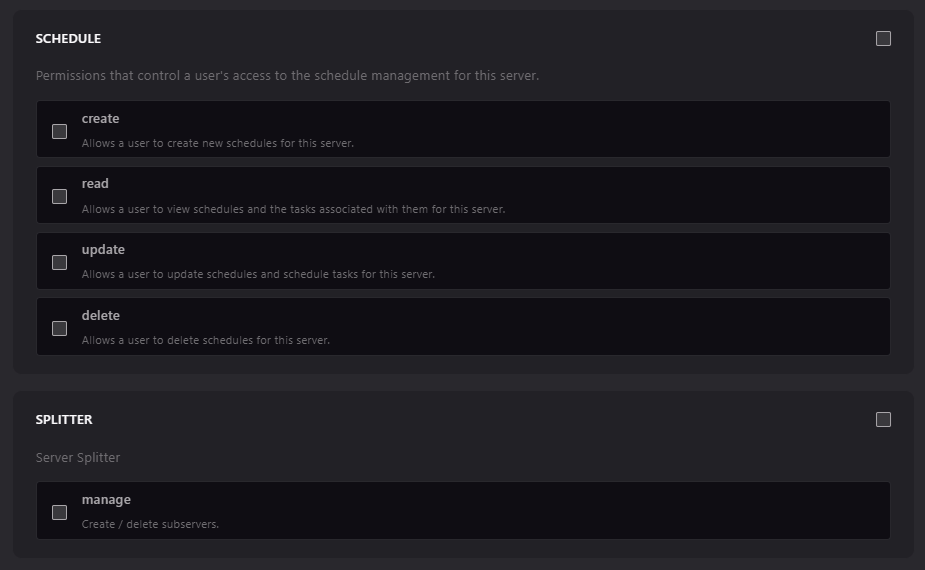 SCHEDULE
Permissions that control a user's access to the schedule management for this server.
create
Allows a user to create new schedules for this server.
read
Allows a user to view schedules and the tasks associated with them for this server.
update
Allows a user to update schedules and schedule tasks for this server.
delete
Allows a user to delete schedules for this server.
SPLITTER
Server Splitter
manage
Create / delete subservers.